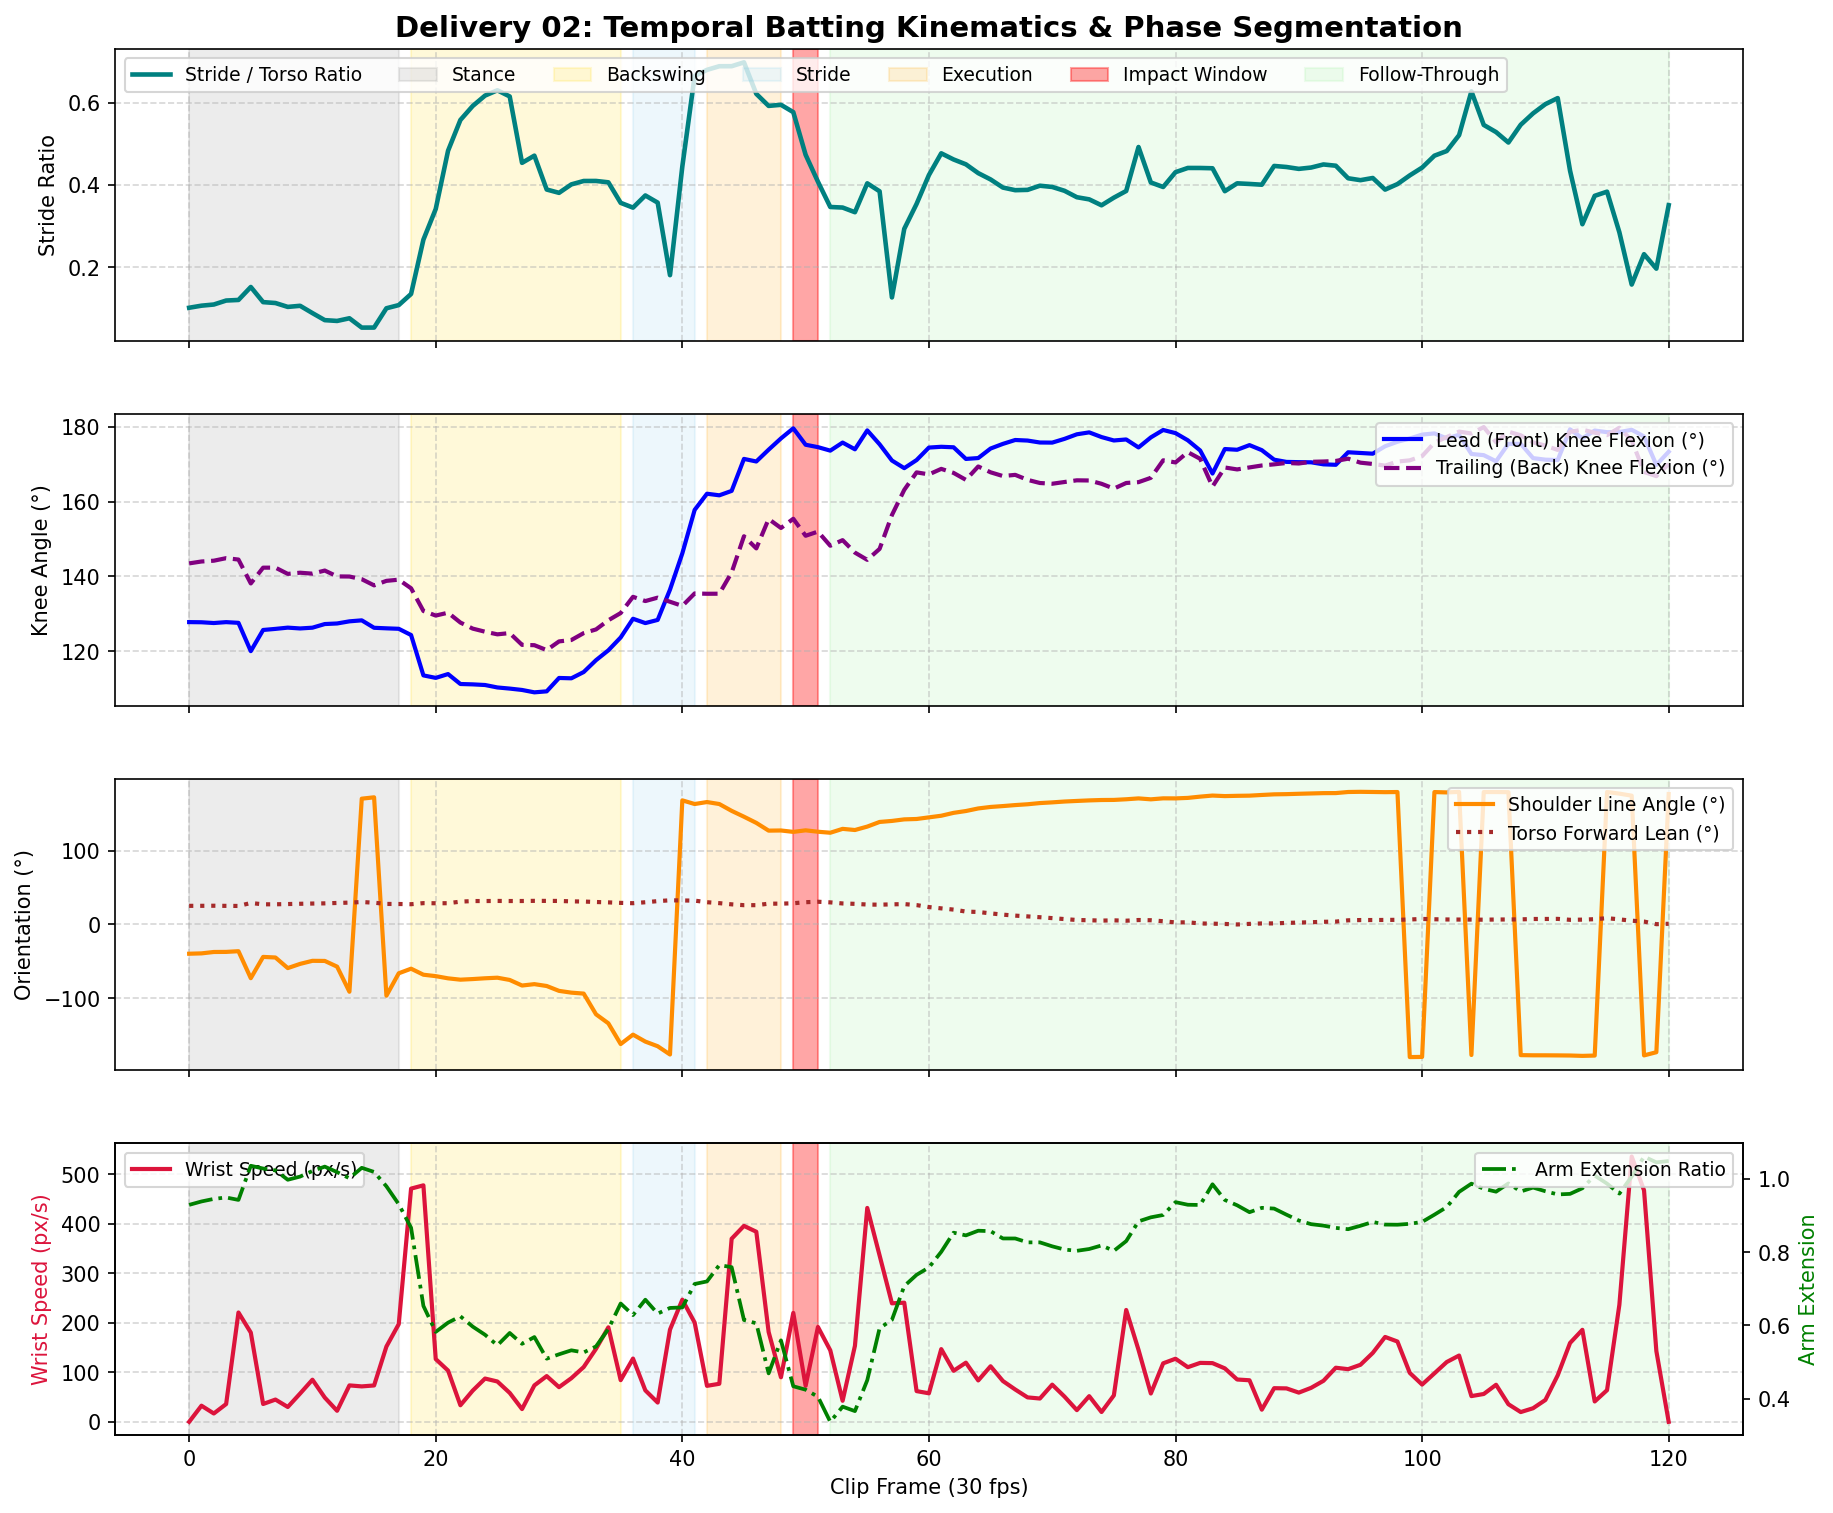 Delivery 02: Temporal Batting Kinematics & Phase Segmentation
Stride / Torso Ratio Stance Backswing Stride Execution Impact Window Follow-Through
Stride Ratio
0.6
0.4
0.2
Lead (Front) Knee Flexion (°)
Trailing (Back) Knee Flexion (°)
Knee Angle (°)
180
160
140
120
Shoulder Line Angle (°)
Torso Forward Lean (°)
Orientation (°)
100
0
−100
Wrist Speed (px/s)
Arm Extension Ratio
Wrist Speed (px/s)
500
400
300
200
100
0
1.0
0.8
0.6
0.4
Arm Extension
0 20 40 60 80 100 120
Clip Frame (30 fps)